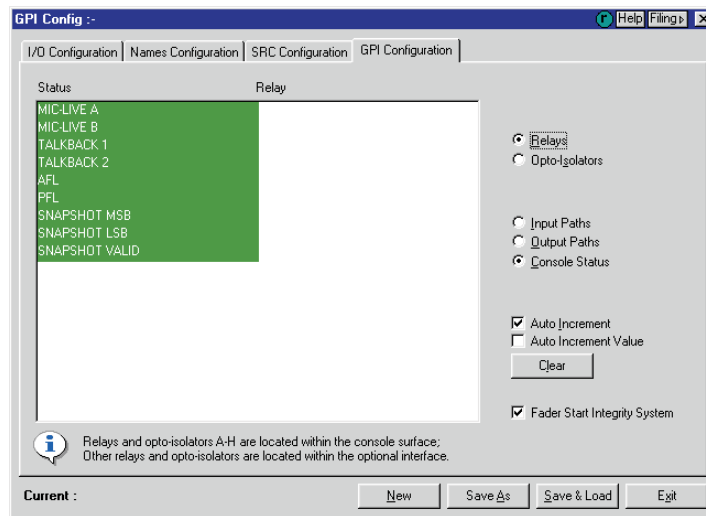 GPI Config :-
r Help Filing
I/O Configuration Names Configuration SRC Configuration GPI Configuration
Status Relay
MIC-LIVE A
MIC-LIVE B
TALKBACK 1
TALKBACK 2
AFL
PFL
SNAPSHOT MSB
SNAPSHOT LSB
SNAPSHOT VALID
Relays
Opto-Isolators
Input Paths
Output Paths
Console Status
Auto Increment
Auto Increment Value
Clear
Fader Start Integrity System
Relays and opto-isolators A-H are located within the console surface;
Other relays and opto-isolators are located within the optional interface.
Current :
New Save As Save & Load Exit